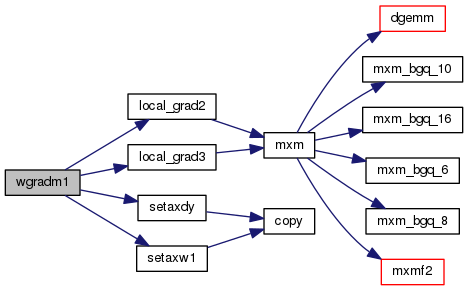 wgradm1
local_grad2
local_grad3
setaxdy
setaxw1
mxm
copy
dgemm
mxm_bgq_10
mxm_bgq_16
mxm_bgq_6
mxm_bgq_8
mxmf2